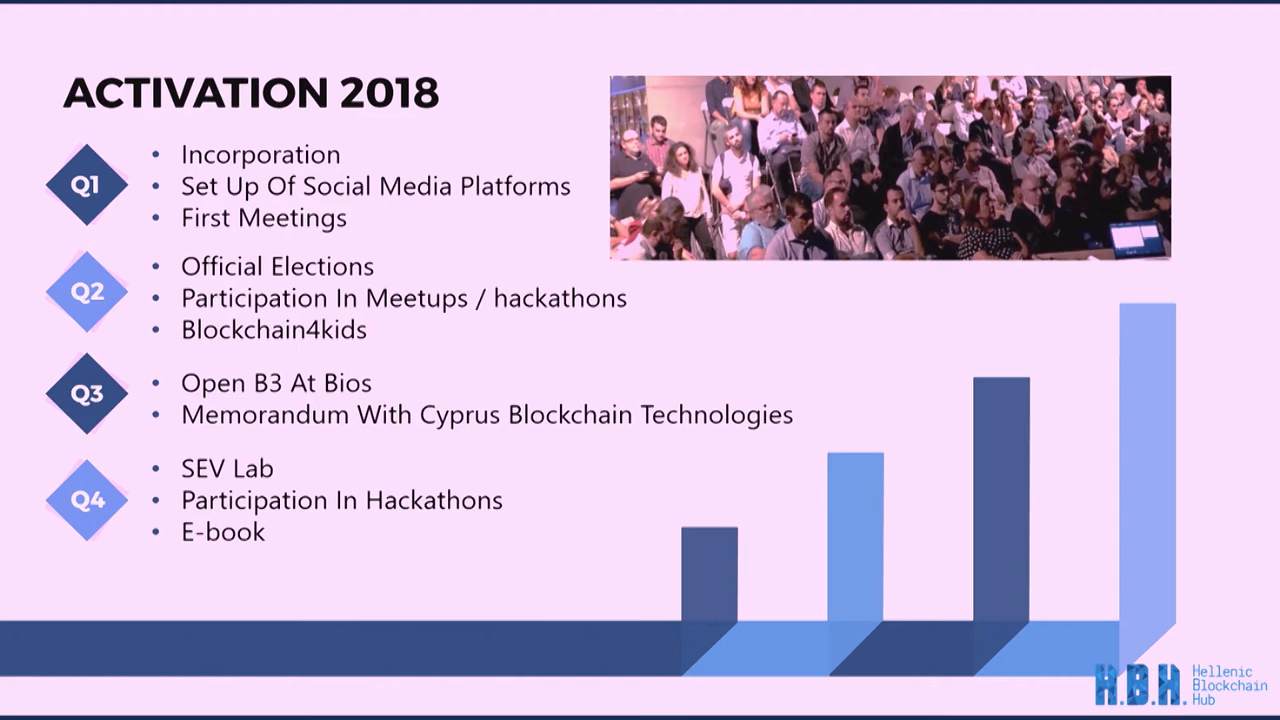 ACTIVATION 2018
Q1
• Incorporation
• Set Up Of Social Media Platforms
• First Meetings
Q2
• Official Elections
• Participation In Meetups / hackathons
• Blockchain4kids
Q3
• Open B3 At Bios
• Memorandum With Cyprus Blockchain Technologies
Q4
• SEV Lab
• Participation In Hackathons
• E-book
H.B.H.
Hellenic
Blockchain
Hub